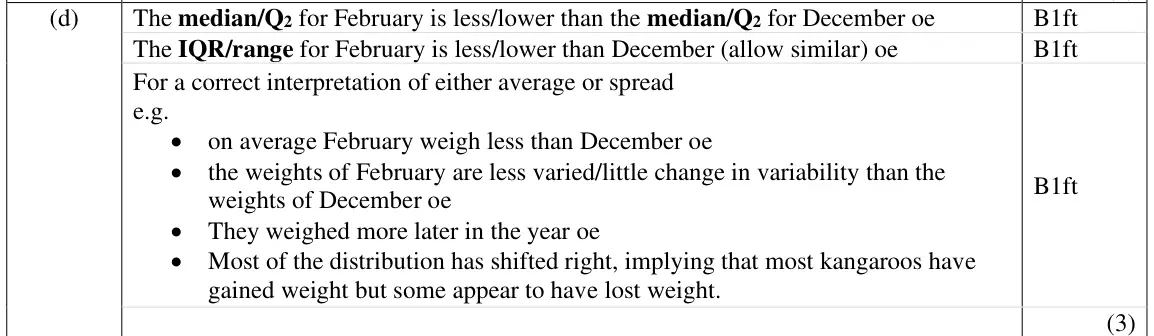 (d) The median/Q2 for February is less/lower than the median/Q2 for December oe B1ft
The IQR/range for February is less/lower than December (allow similar) oe B1ft
For a correct interpretation of either average or spread
e.g.
• on average February weigh less than December oe
• the weights of February are less varied/little change in variability than the
weights of December oe
B1ft
• They weighed more later in the year oe
• Most of the distribution has shifted right, implying that most kangaroos have
gained weight but some appear to have lost weight.
(3)